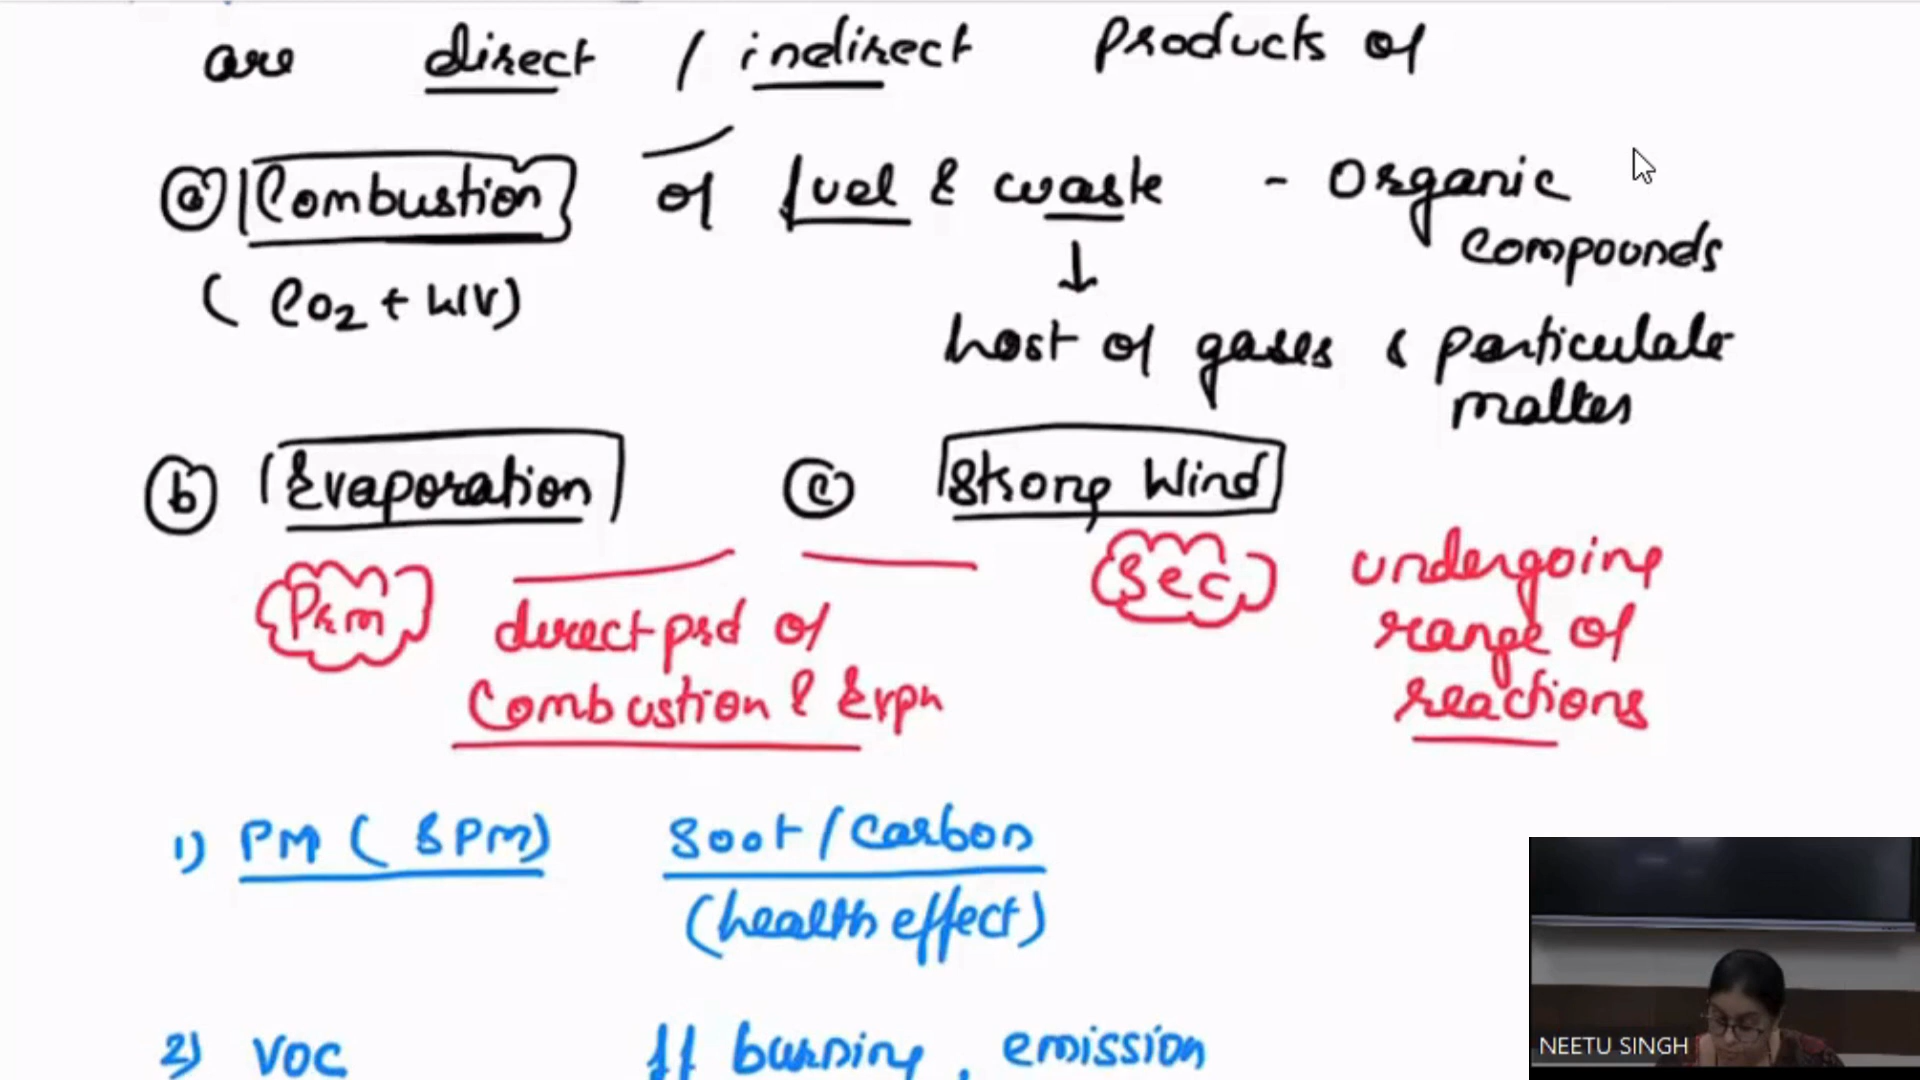 are direct / indirect products of
(a) Combustion of fuel & waste - Organic
compounds
(CO2 + WV)
host of gases & particulate
matter
(b) Evaporation (c) Strong Wind
Prm direct prd of
Combustion & Evpn
Sec undergoing
range of
reactions
1) PM (SPM) Soot / Carbon
(health effect)
2) VOC ff burning, emission
NEETU SINGH